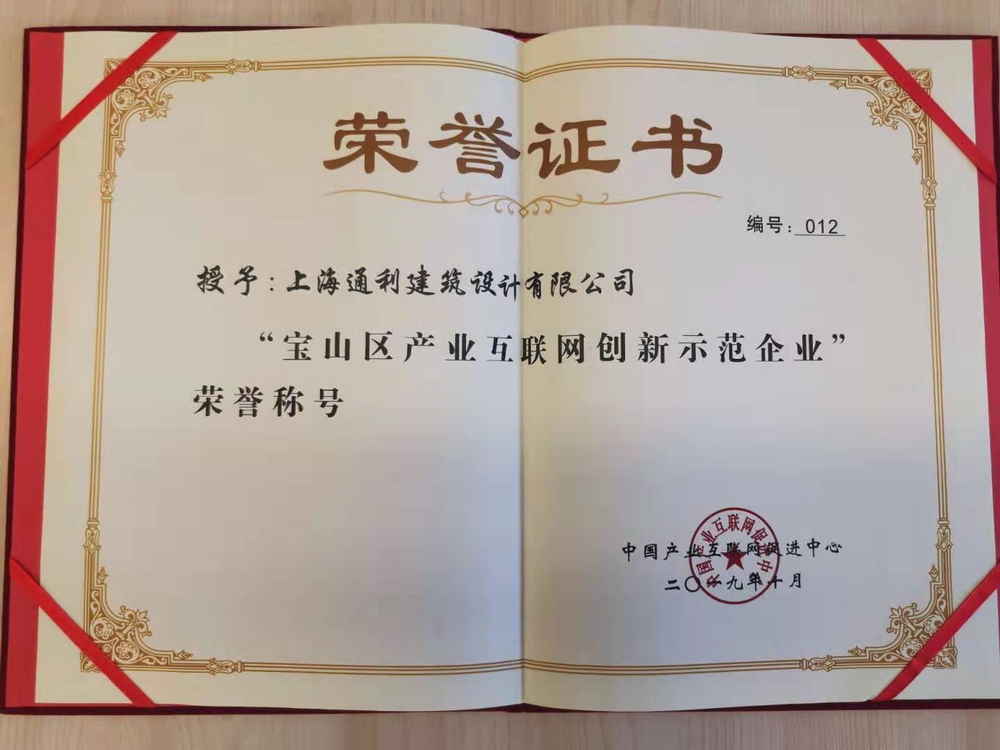 荣誉证书
编号：012
授予：上海通利建筑设计有限公司
“宝山区产业互联网创新示范企业”
荣誉称号
中国产业互联网促进中心
二〇一九年十月